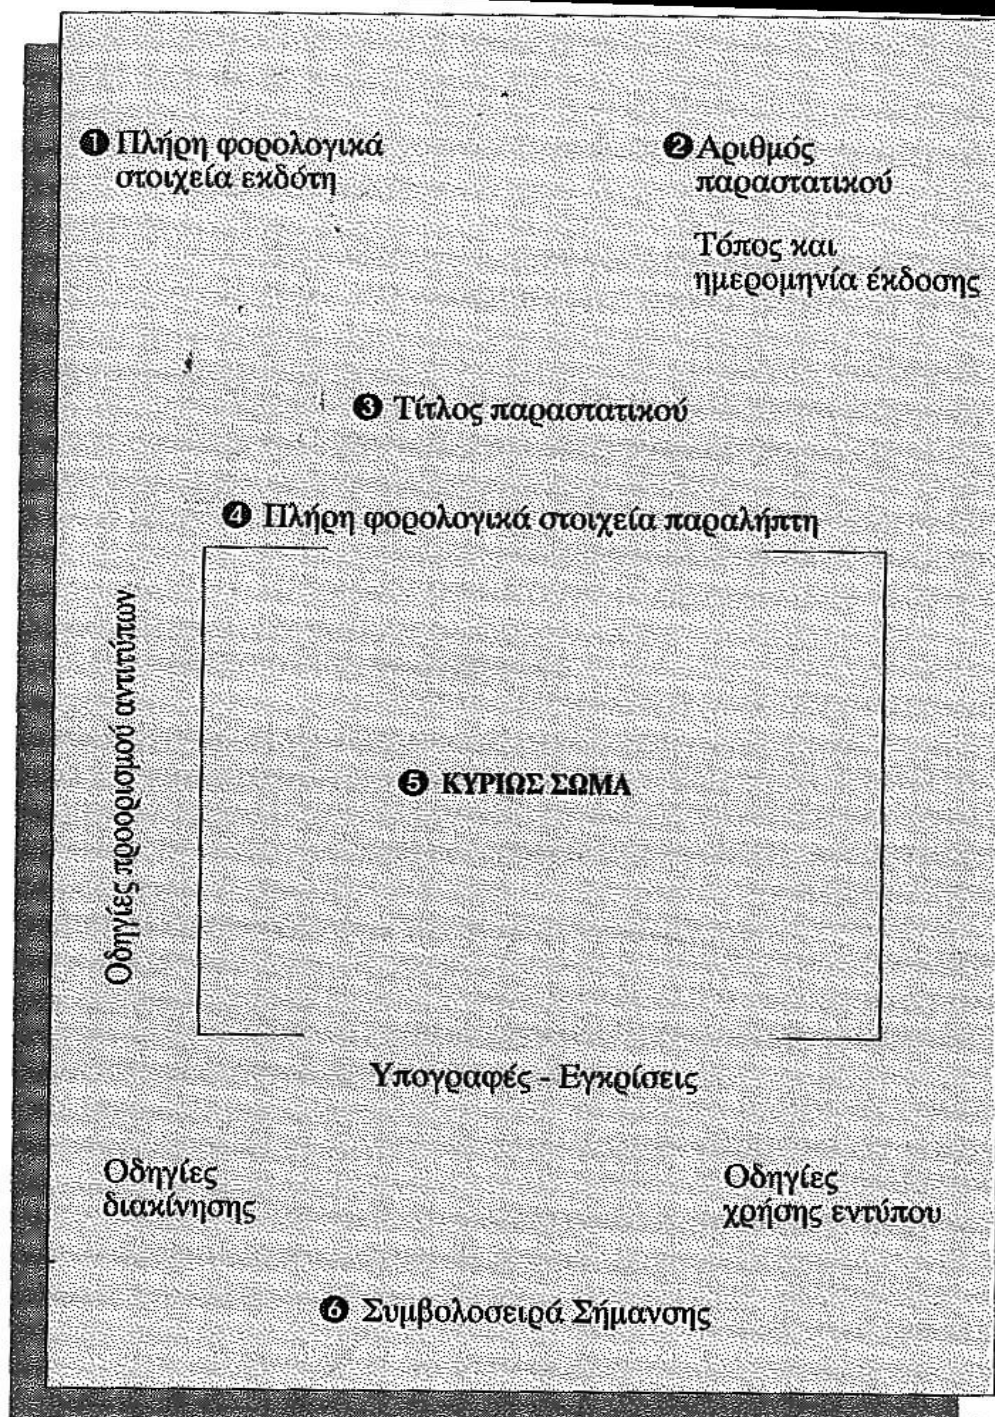 ❶ Πλήρη φορολογικά
στοιχεία εκδότη
❷ Αριθμός
παραστατικού
Τόπος και
ημερομηνία έκδοσης
❸ Τίτλος παραστατικού
❹ Πλήρη φορολογικά στοιχεία παραλήπτη
Οδηγίες προορισμού αντιτύπων
❺ ΚΥΡΙΩΣ ΣΩΜΑ
Υπογραφές - Εγκρίσεις
Οδηγίες
διακίνησης
Οδηγίες
χρήσης εντύπου
❻ Συμβολοσειρά Σήμανσης